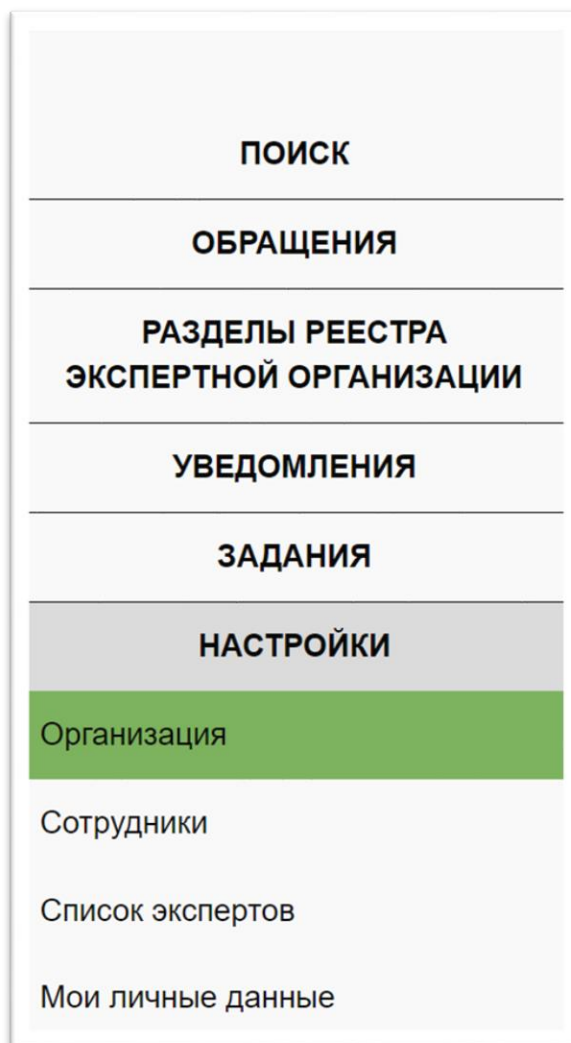 ПОИСК
ОБРАЩЕНИЯ
РАЗДЕЛЫ РЕЕСТРА
ЭКСПЕРТНОЙ ОРГАНИЗАЦИИ
УВЕДОМЛЕНИЯ
ЗАДАНИЯ
НАСТРОЙКИ
Организация
Сотрудники
Список экспертов
Мои личные данные